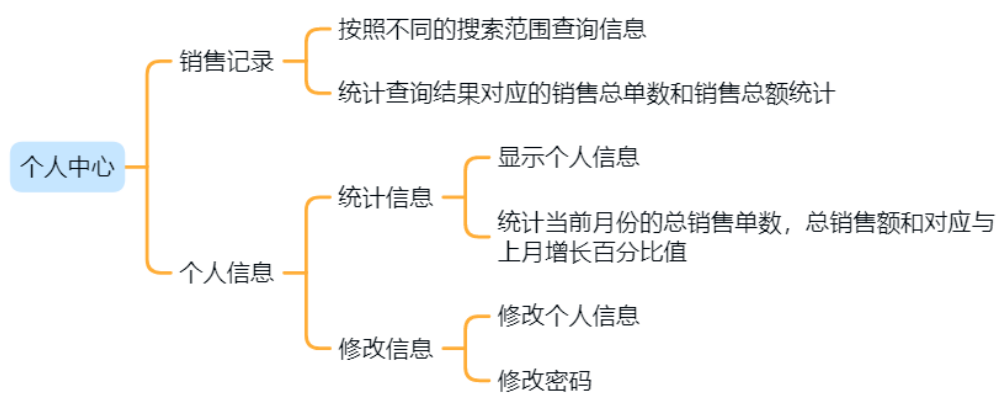 按照不同的搜索范围查询信息
销售记录
统计查询结果对应的销售总单数和销售总额统计
个人中心
显示个人信息
统计信息
统计当前月份的总销售单数，总销售额和对应与
上月增长百分比值
个人信息
修改个人信息
修改信息
修改密码